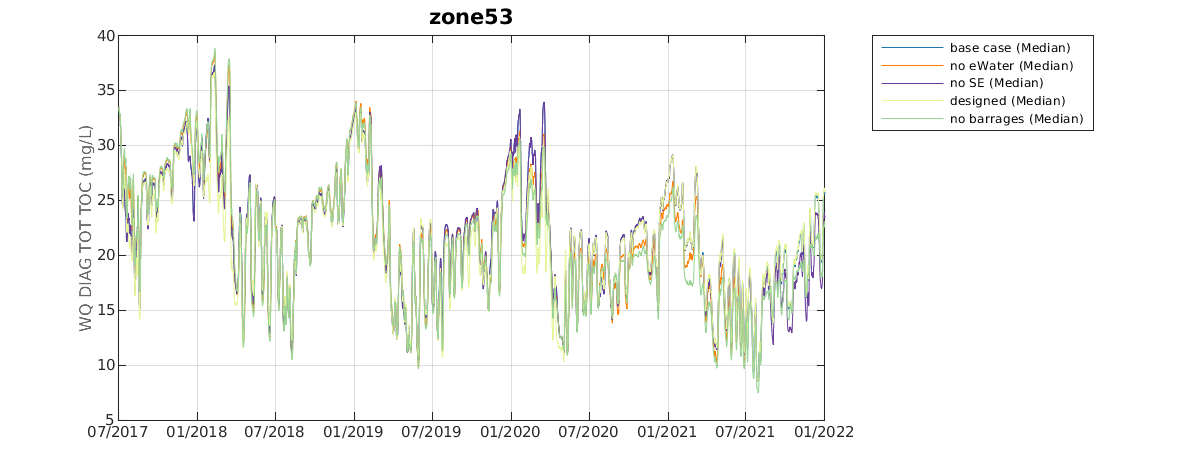 zone53
WQ DIAG TOT TOC (mg/L)
40
35
30
25
20
15
10
5
07/2017 01/2018 07/2018 01/2019 07/2019 01/2020 07/2020 01/2021 07/2021 01/2022
base case (Median)
no eWater (Median)
no SE (Median)
designed (Median)
no barrages (Median)